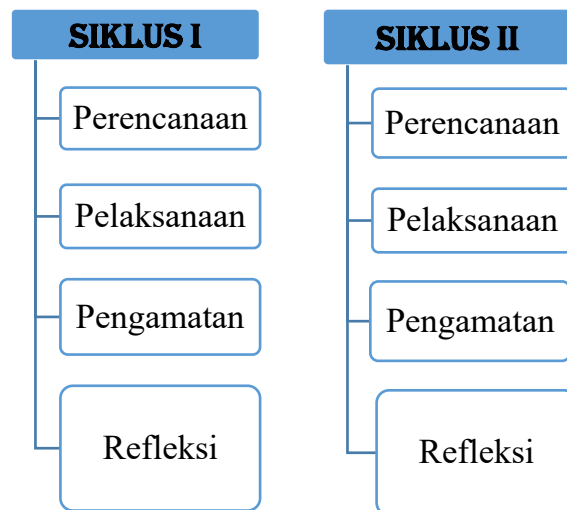 SIKLUS I
Perencanaan
Pelaksanaan
Pengamatan
Refleksi
SIKLUS II
Perencanaan
Pelaksanaan
Pengamatan
Refleksi